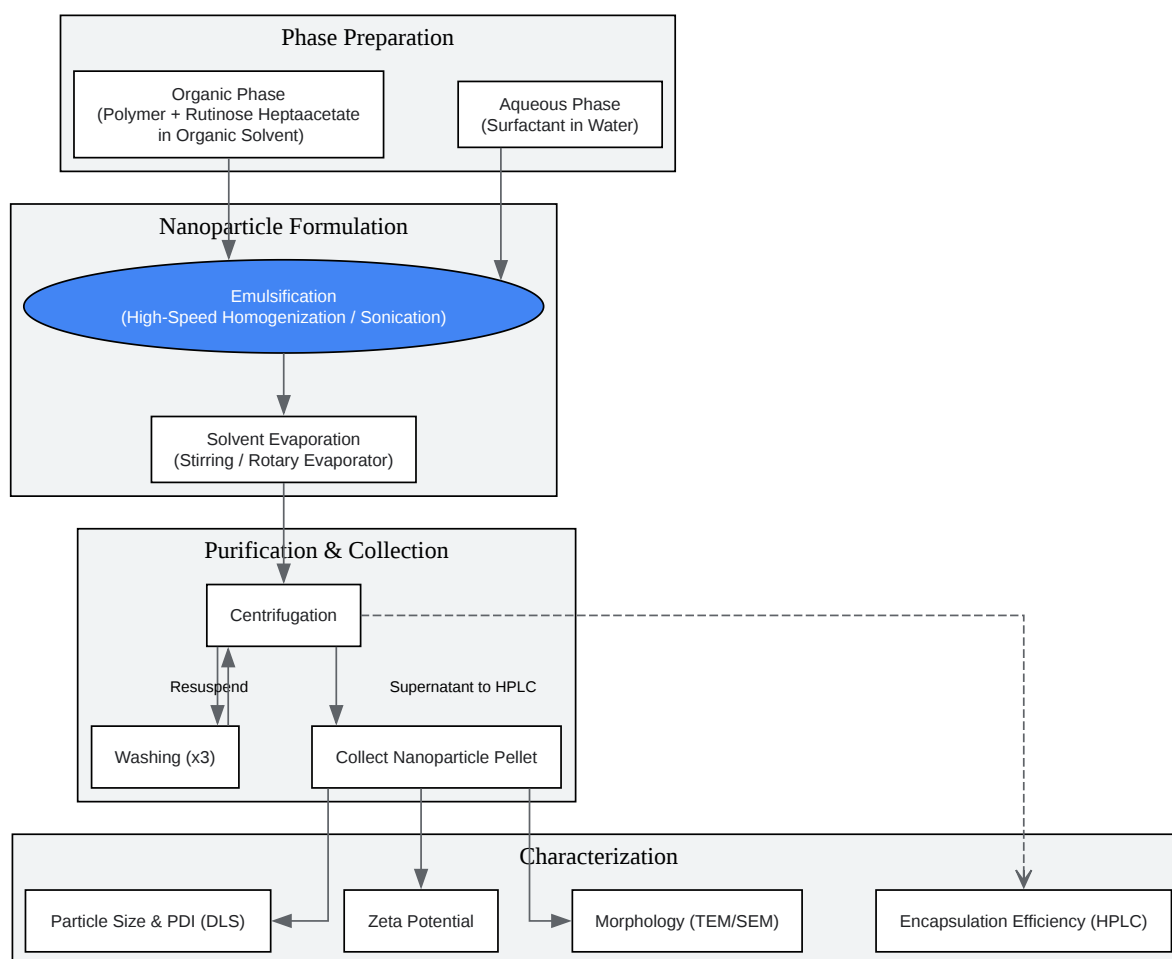 Phase Preparation
Organic Phase
(Polymer + Rutinose Heptaacetate
in Organic Solvent)
Aqueous Phase
(Surfactant in Water)
Nanoparticle Formulation
Emulsification
(High-Speed Homogenization / Sonication)
Solvent Evaporation
(Stirring / Rotary Evaporator)
Purification & Collection
Centrifugation
Resuspend
Supernatant to HPLC
Washing (x3)
Collect Nanoparticle Pellet
Characterization
Particle Size & PDI (DLS)
Zeta Potential
Morphology (TEM/SEM)
Encapsulation Efficiency (HPLC)